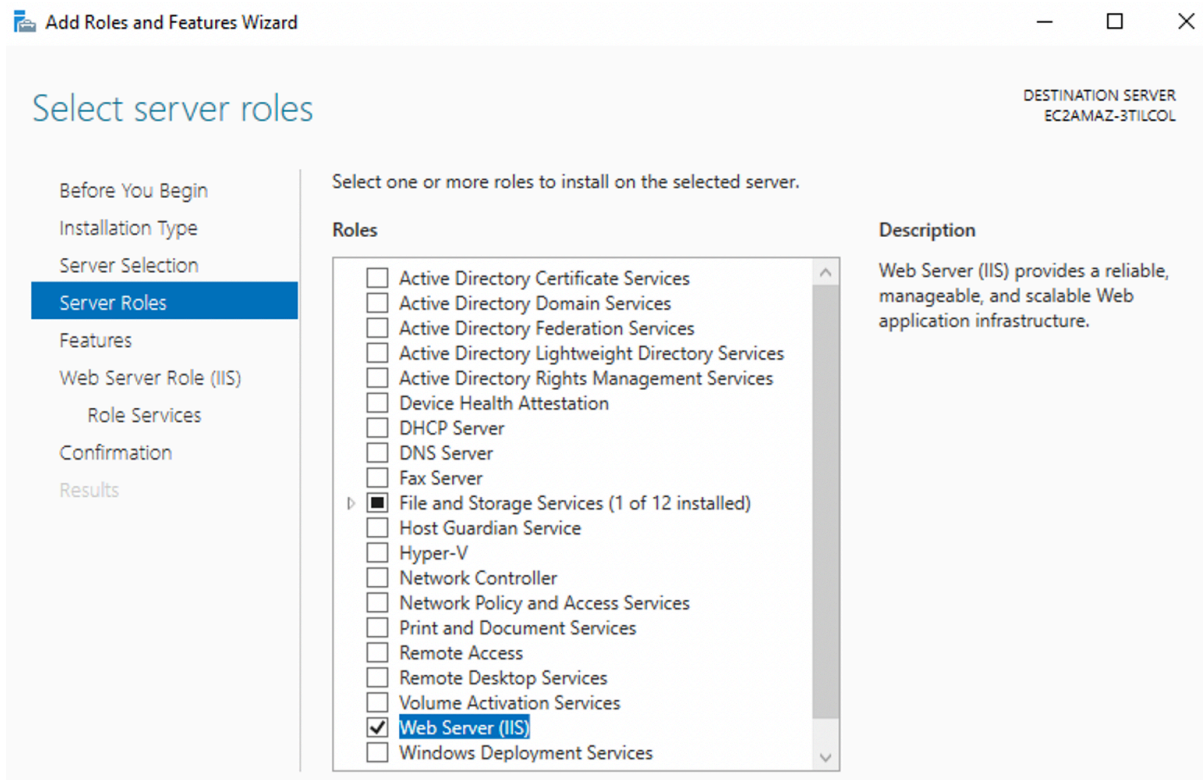 Add Roles and Features Wizard
Select server roles
DESTINATION SERVER
EC2AMAZ-3TILCOL
Before You Begin
Installation Type
Server Selection
Server Roles
Features
Web Server Role (IIS)
Role Services
Confirmation
Results
Select one or more roles to install on the selected server.
Roles
Active Directory Certificate Services
Active Directory Domain Services
Active Directory Federation Services
Active Directory Lightweight Directory Services
Active Directory Rights Management Services
Device Health Attestation
DHCP Server
DNS Server
Fax Server
File and Storage Services (1 of 12 installed)
Host Guardian Service
Hyper-V
Network Controller
Network Policy and Access Services
Print and Document Services
Remote Access
Remote Desktop Services
Volume Activation Services
Web Server (IIS)
Windows Deployment Services
Description
Web Server (IIS) provides a reliable,
manageable, and scalable Web
application infrastructure.